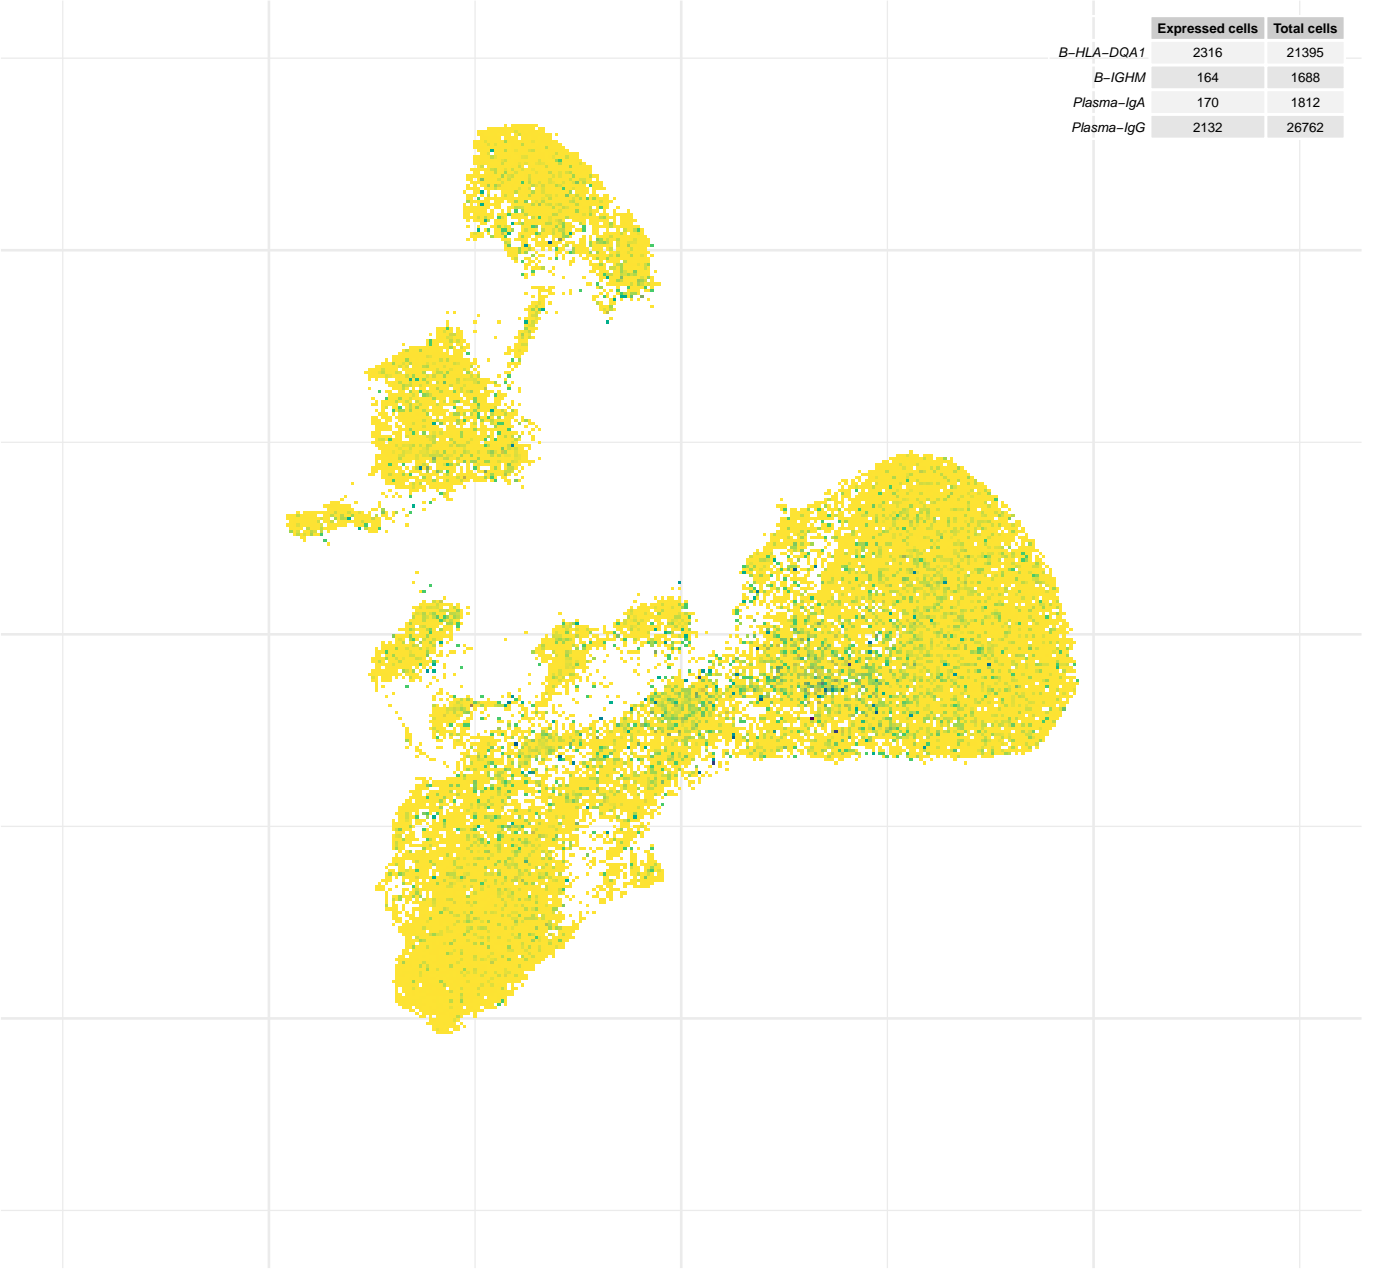 Expressed cells Total cells
B−HLA−DQA1 2316 21395
B−IGHM 164 1688
Plasma−IgA 170 1812
Plasma−IgG 2132 26762